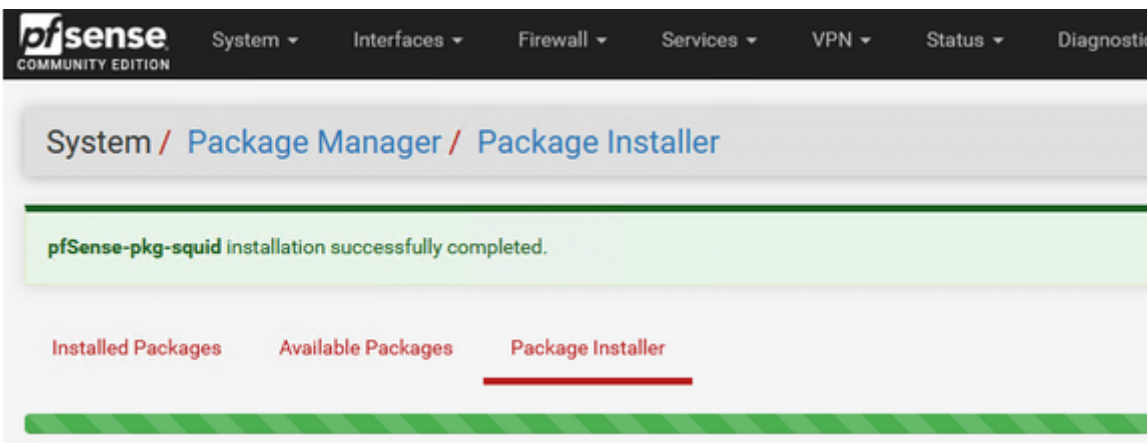 pfsense System Interfaces Firewall Services VPN Status Diagnostic
COMMUNITY EDITION
System / Package Manager / Package Installer
pfSense-pkg-squid installation successfully completed.
Installed Packages Available Packages Package Installer